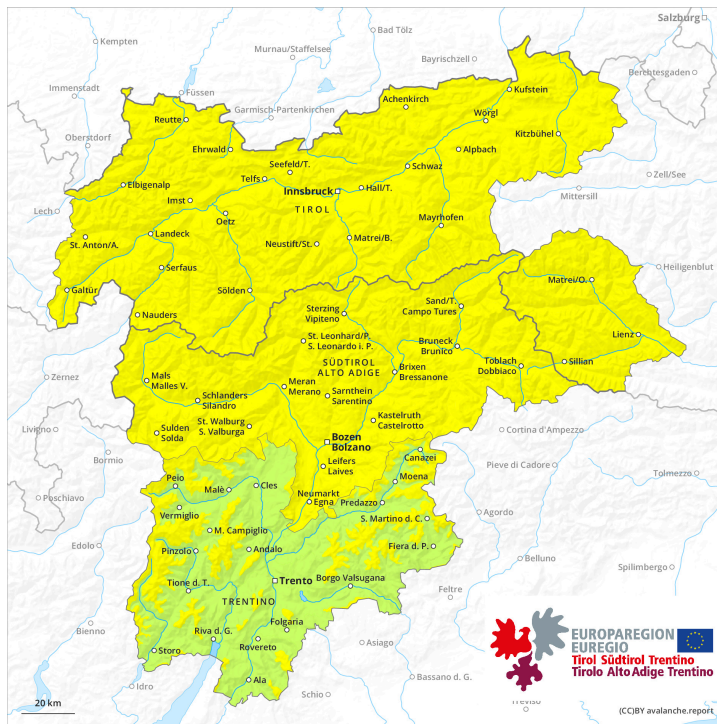 Salzburg
Kempten
Bad Tölz
Murnau/Staffelsee
Bayrischzell
Berchtesgaden
Immenstadt
Füssen
Kufstein
Achenkirch
Garmisch-Partenkirchen
Wörgl
Reutte
Oberstdorf
Kitzbühel
Ehrwald
Alpbach
Seefeld/T.
Schwaz
Telfs
Zell/See
Elbigenalp
Innsbruck
Hall/T.
Mittersill
Imst
TIROL
Lech
Oetz
Mayrhofen
Landeck
Matrei/B.
St. Anton/A.
Neustift/St.
Serfaus
Heiligenblut
Matrei/O.
Galtür
Sölden
Sand/T.
Campo Tures
Nauders
Sterzing
Vipiteno
Lienz
St. Leonhard/P.
S. Leonardo i. P.
Bruneck
Brunico
Toblach
Dobbiaco
Sillian
SÜDTIROL
ALTO ADIGE
Brixen
Bressanone
Zernez
Mals
Malles V.
Meran
Merano
Schlanders
Silandro
Sarnthein
Sarentino
Kastelruth
Castelrotto
St. Walburg
S. Valburga
Livigno
Sulden
Solda
Cortina d'Ampezzo
Bozen
Bolzano
Bormio
Canazei
Leifers
Laives
Pieve di Cadore
Tolmezzo
Peio
Moena
Malè
Cles
Neumarkt
Egna
Predazzo
Poschiavo
Vermiglio
Agordo
S. Martino d. C.
M. Campiglio
Edolo
Pinzolo
Andalo
Fiera d. P.
Belluno
Spilimbergo
Tione d. T.
Trento
Borgo Valsugana
Feltre
TRENTINO
Bienno
Folgaria
Riva d. G.
Rovereto
Asiago
Storo
Ala
Bassano d. G.
Idro
Schio
Treviso
EUROPAREGION
EUREGIO
Tirol Südtirol Trentino
Tirolo Alto Adige Trentino
20 km
(CC)BY avalanche.report